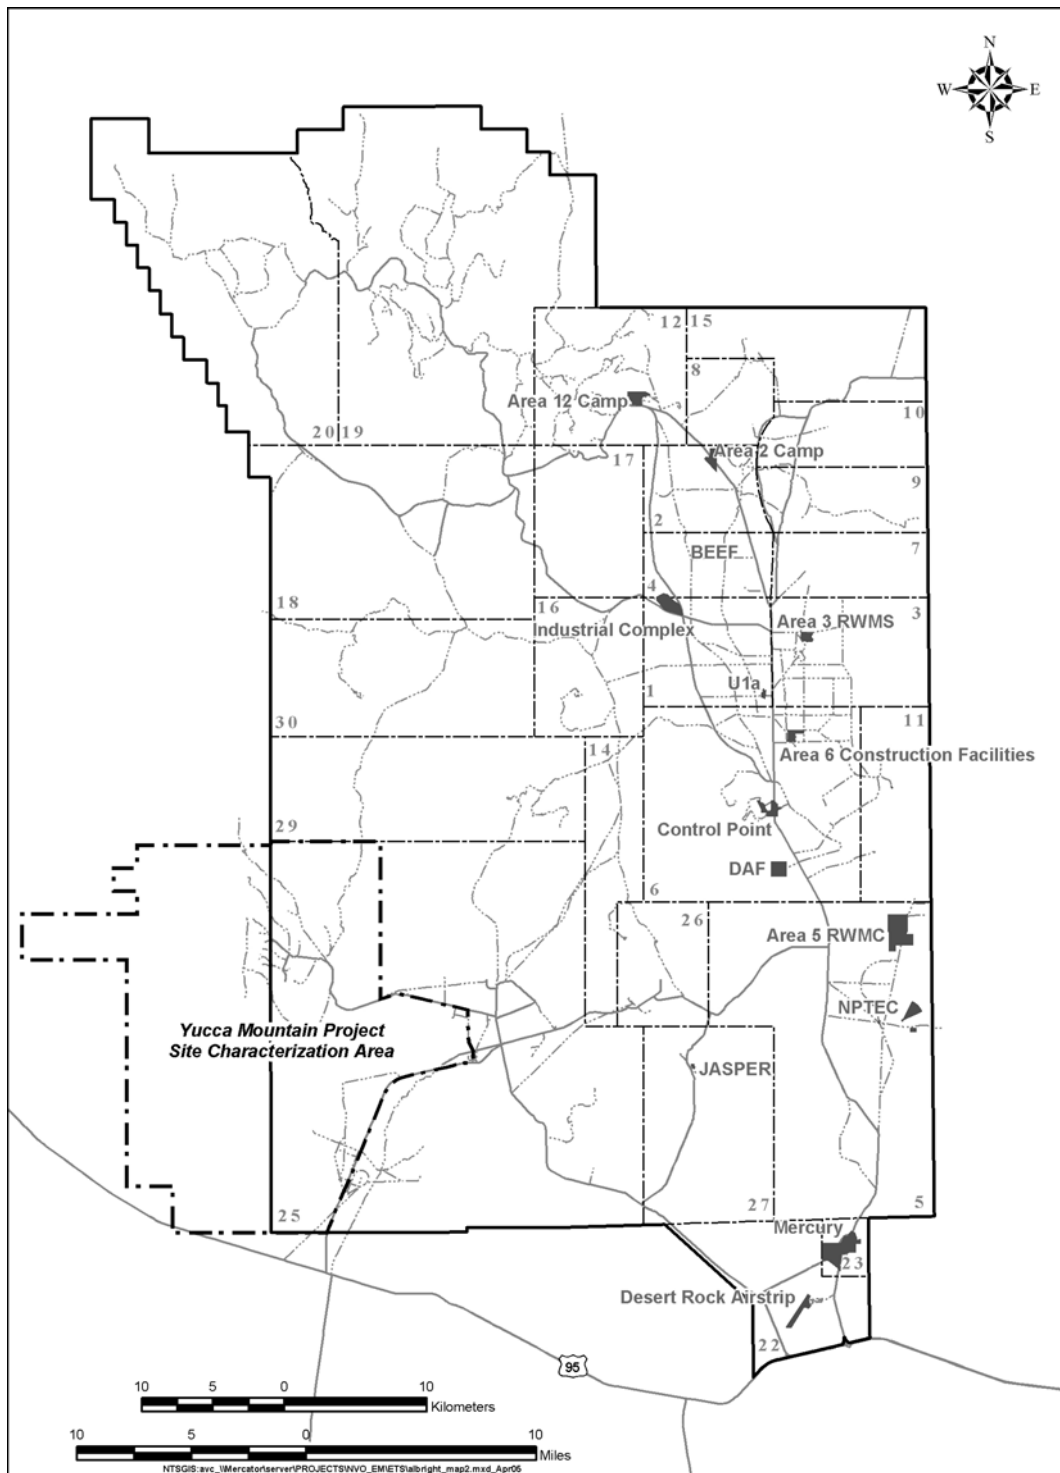 N
W E
S
12 15
8
Area 12 Camp
10
20 19
17
Area 2 Camp
9
2
BEEF
7
4
18
16
3
Industrial Complex
Area 3 RWMS
U1a
1
30
11
14
Area 6 Construction Facilities
29
Control Point
DAF
6
26
Area 5 RWMC
NPTEC
Yucca Mountain Project
Site Characterization Area
JASPER
25
27
5
Mercury
23
Desert Rock Airstrip
22
95
10 5 0 10
Kilometers
10 5 0 10
Miles
NTSGIS:avc_\\Mercator\server\PROJECTS\NVO_EM\ETS\albright_map2.mxd_Apr05